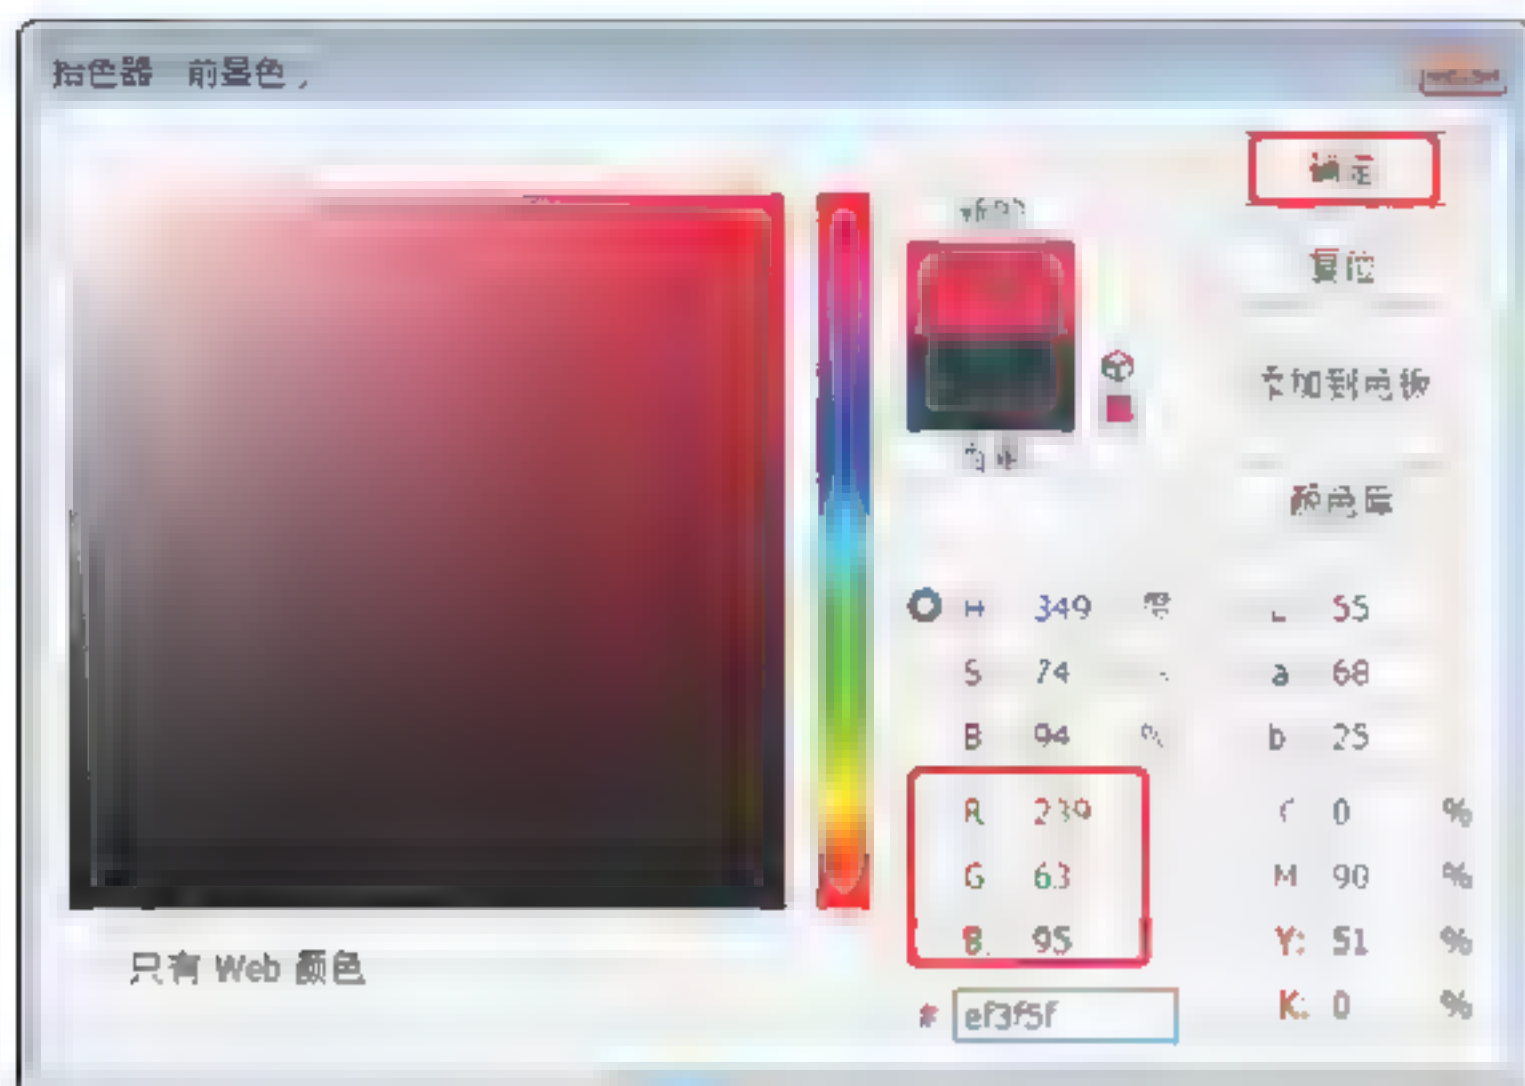 拾色器 前景色
确定
复位
添加到色板
颜色库
H 349 度 L 55
S 74 a 68
B 94 % b 25
R 239 C 0 %
G 63 M 90 %
B: 95 Y: 51 %
只有 Web 颜色
# ef3f5f K: 0 %